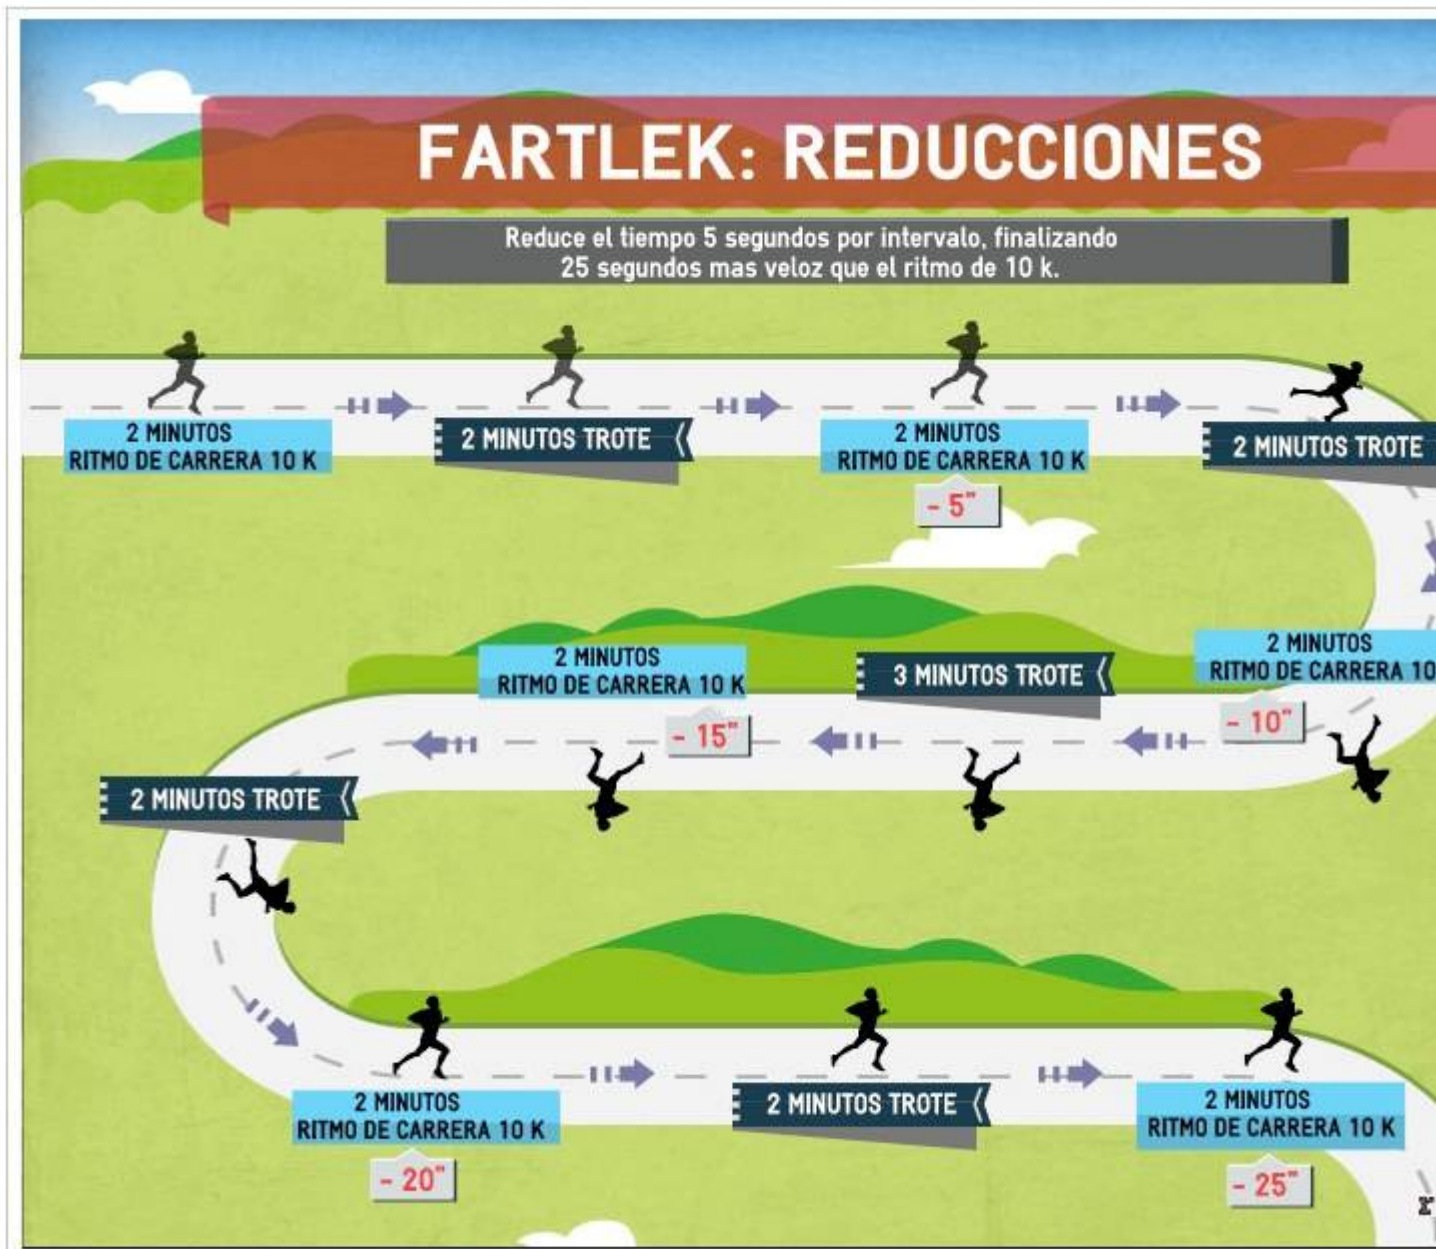 FARTLEK: REDUCCIONES
Reduce el tiempo 5 segundos por intervalo, finalizando
25 segundos mas veloz que el ritmo de 10 k.
2 MINUTOS
RITMO DE CARRERA 10 K
2 MINUTOS TROTE
2 MINUTOS
RITMO DE CARRERA 10 K
- 5"
2 MINUTOS TROTE
2 MINUTOS
RITMO DE CARRERA 10
- 10"
3 MINUTOS TROTE
2 MINUTOS
RITMO DE CARRERA 10 K
- 15"
2 MINUTOS TROTE
2 MINUTOS
RITMO DE CARRERA 10 K
- 20"
2 MINUTOS TROTE
2 MINUTOS
RITMO DE CARRERA 10 K
- 25"